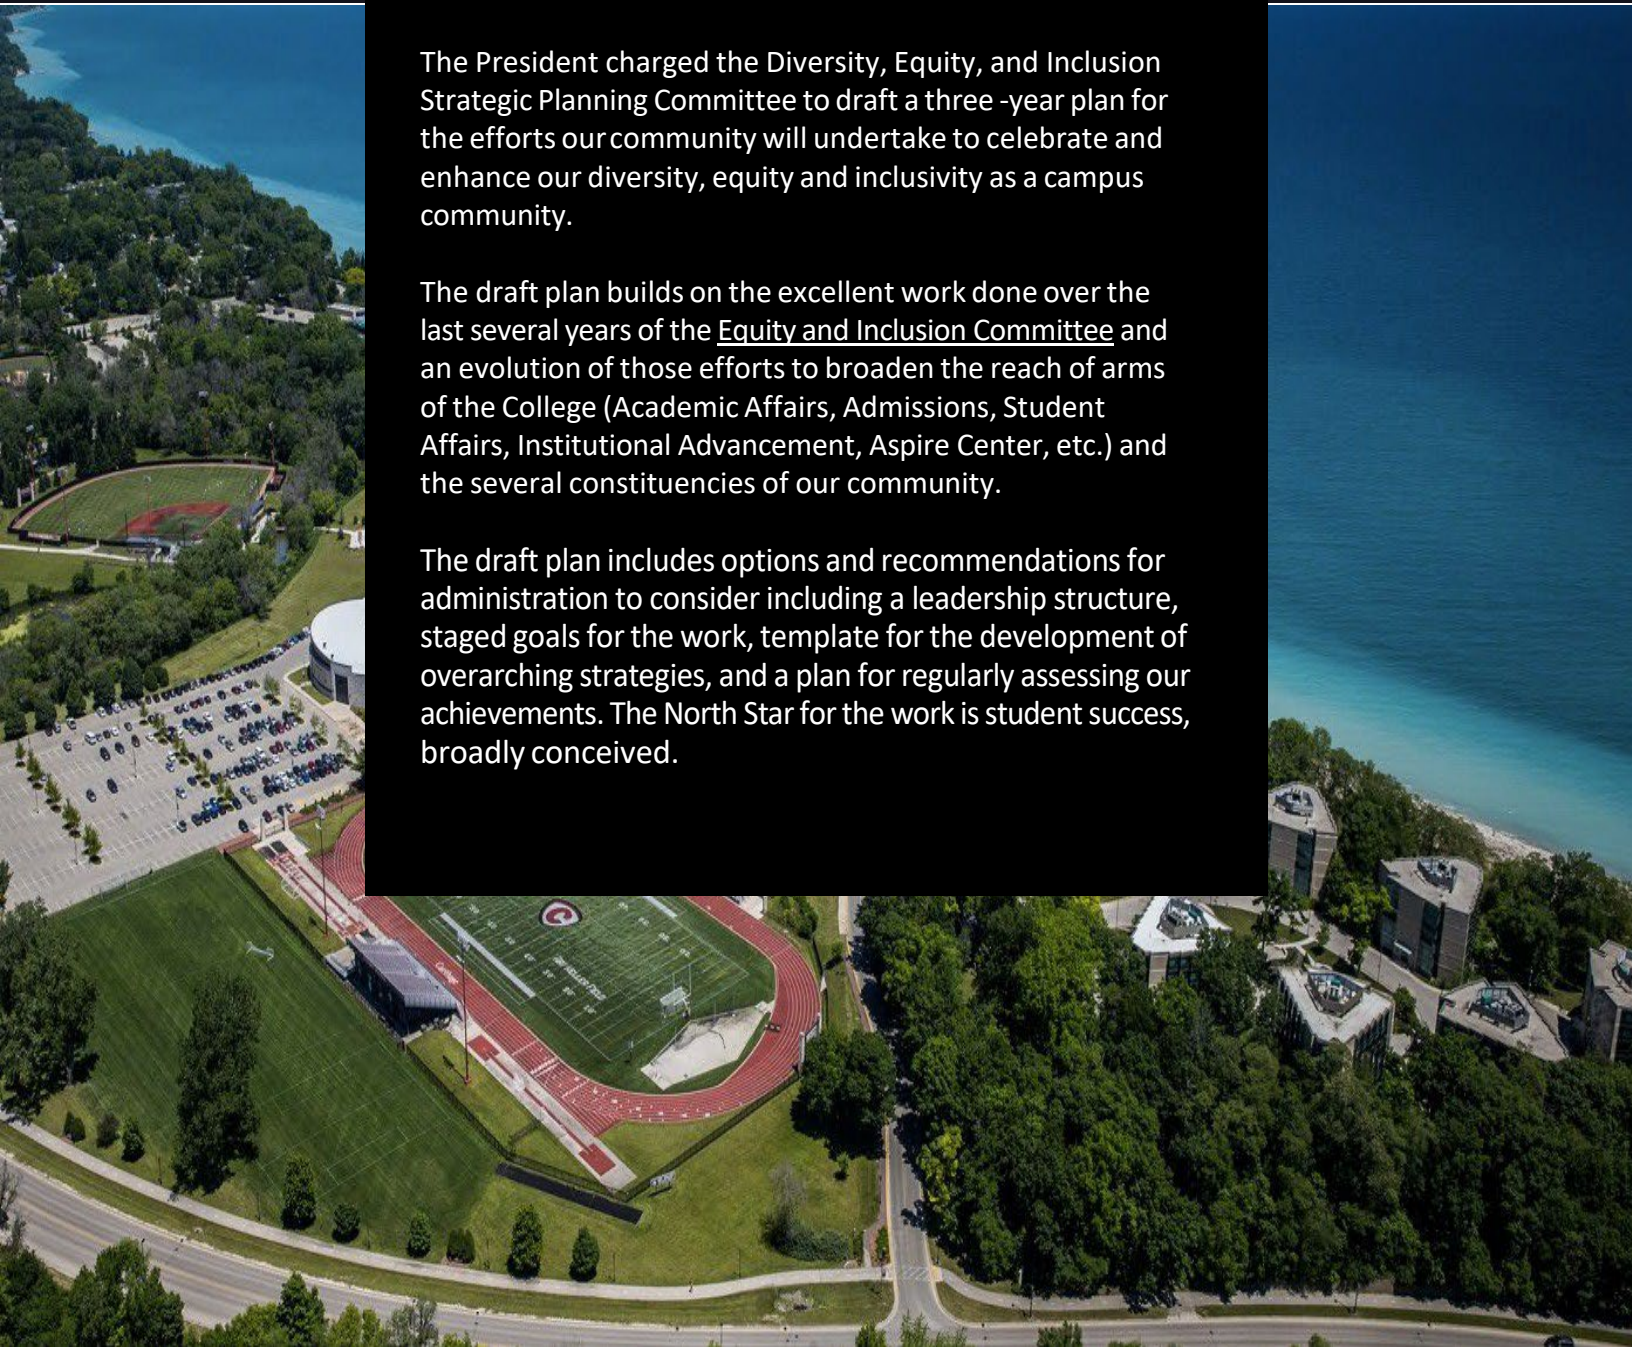 The President charged the Diversity, Equity, and Inclusion
Strategic Planning Committee to draft a three -year plan for
the efforts our community will undertake to celebrate and
enhance our diversity, equity and inclusivity as a campus
community.
The draft plan builds on the excellent work done over the
last several years of the Equity and Inclusion Committee and
an evolution of those efforts to broaden the reach of arms
of the College (Academic Affairs, Admissions, Student
Affairs, Institutional Advancement, Aspire Center, etc.) and
the several constituencies of our community.
The draft plan includes options and recommendations for
administration to consider including a leadership structure,
staged goals for the work, template for the development of
overarching strategies, and a plan for regularly assessing our
achievements. The North Star for the work is student success,
broadly conceived.
C
Carthage